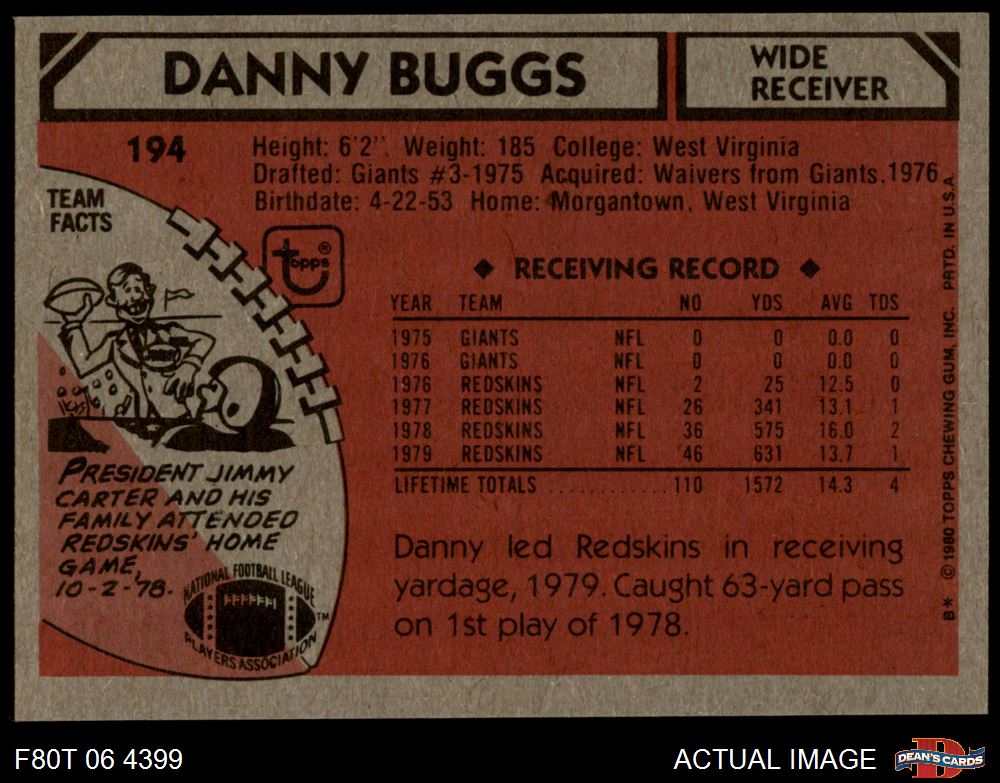 DANNY BUGGS
WIDE
RECEIVER
194
Height: 6'2". Weight: 185 College: West Virginia
Drafted: Giants #3-1975 Acquired: Waivers from Giants, 1976.
Birthdate: 4-22-53 Home: Morgantown, West Virginia
TEAM
FACTS
topps®
◆ RECEIVING RECORD ◆
YEAR TEAM NO YDS AVG TDS
1975 GIANTS NFL 0 0 0.0 0
1976 GIANTS NFL 0 0 0.0 0
1976 REDSKINS NFL 2 25 12.5 0
1977 REDSKINS NFL 26 341 13.1 1
1978 REDSKINS NFL 36 575 16.0 2
1979 REDSKINS NFL 46 631 13.7 1
LIFETIME TOTALS ............ 110 1572 14.3 4
PRESIDENT JIMMY
CARTER AND HIS
FAMILY ATTENDED
REDSKINS' HOME
GAME,
10-2-78.
NATIONAL FOOTBALL LEAGUE
PLAYERS ASSOCIATION
TM
Danny led Redskins in receiving
yardage, 1979. Caught 63-yard pass
on 1st play of 1978.
B* © 1980 TOPPS CHEWING GUM, INC. PRTD. IN U.S.A.
F80T 06 4399
ACTUAL IMAGE
D
DEAN'S CARDS